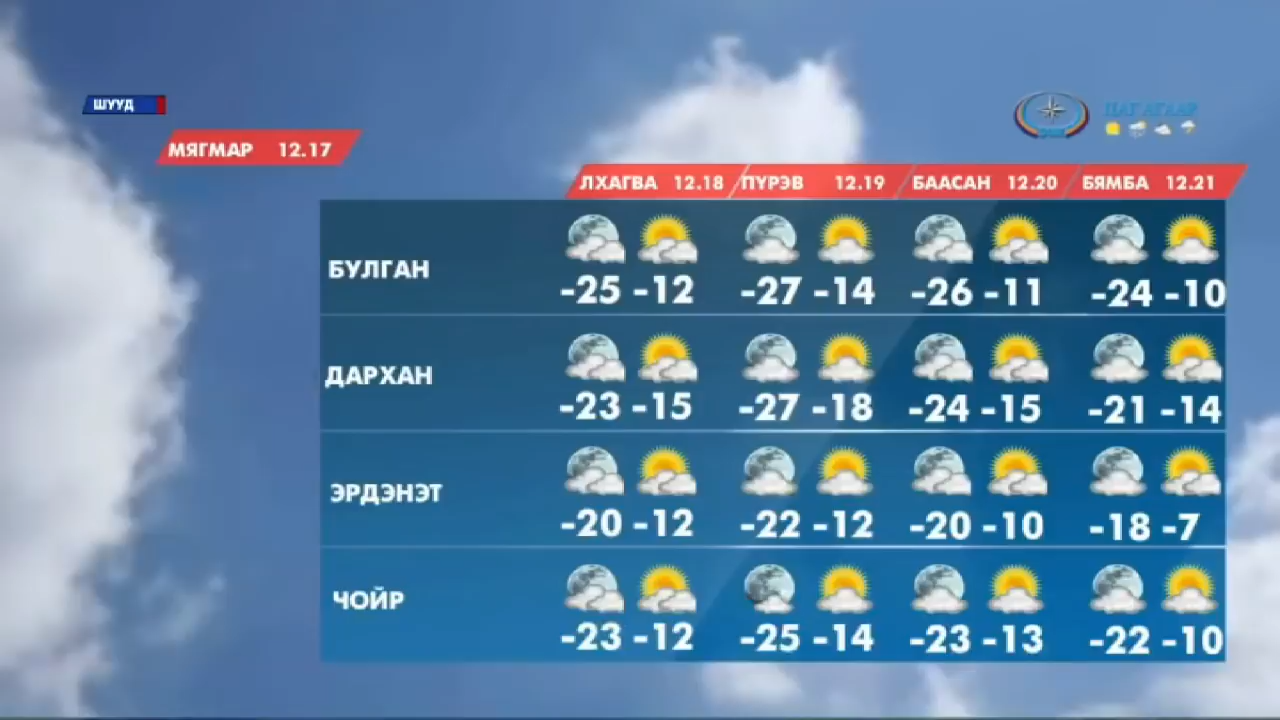 ШУУД
ЦАГ АГААР
МЯГМАР 12.17
ЛХАГВА 12.18 ПҮРЭВ 12.19 БААСАН 12.20 БЯМБА 12.21
БУЛГАН -25 -12 -27 -14 -26 -11 -24 -10
ДАРХАН -23 -15 -27 -18 -24 -15 -21 -14
ЭРДЭНЭТ -20 -12 -22 -12 -20 -10 -18 -7
ЧОЙР -23 -12 -25 -14 -23 -13 -22 -10